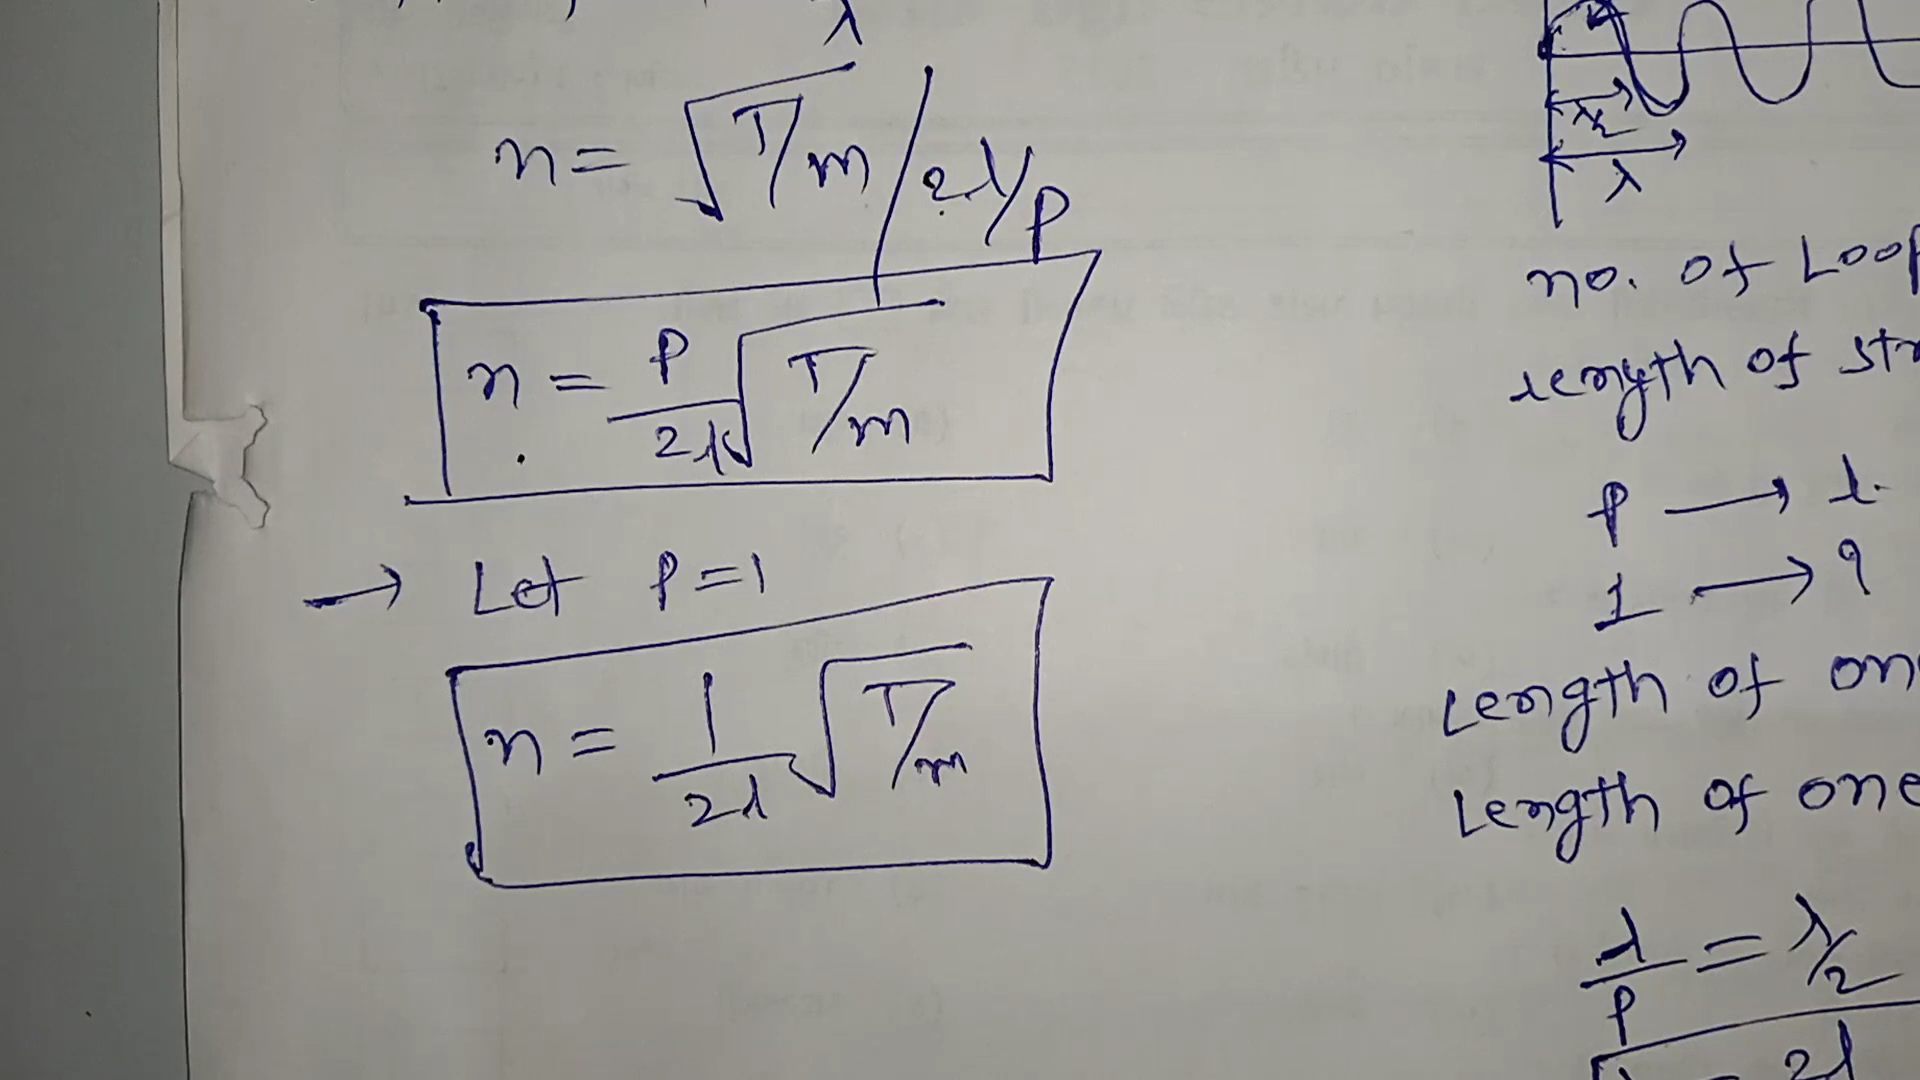 λ
n = √T/m / 2l/P
n = P/2l √T/m
→ Let P=1
n = 1/2l √T/m
λ/2
λ
no. of Loop
length of str
P → l.
1 → ?
Length of on
Length of one
l/P = λ/2
2l